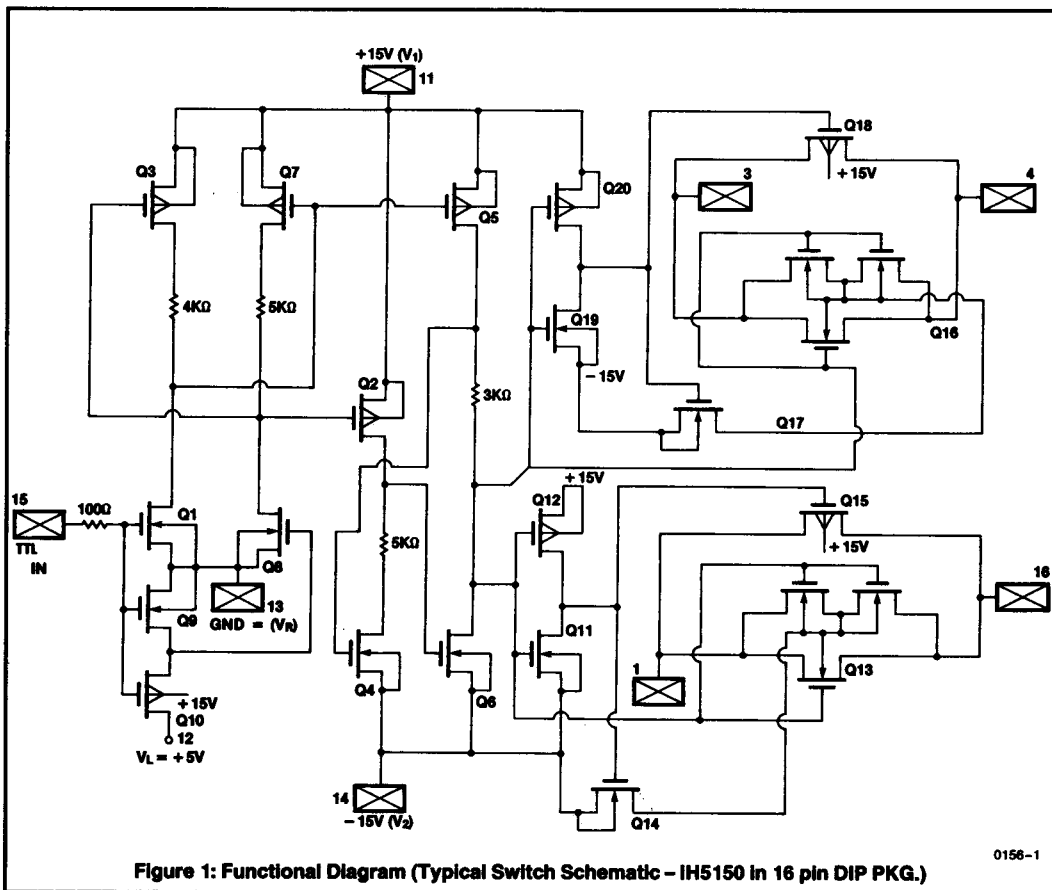 +15V (V₁)
11
Q3
Q7
Q5
Q20
Q18
+15V
3
4
4KΩ
5KΩ
Q2
3KΩ
Q19
-15V
Q16
Q17
15
100Ω
TTL
IN
Q1
Q8
13
GND = (VR)
Q9
+15V
Q10
12
VL = +5V
5KΩ
Q4
Q6
14
-15V (V₂)
+15V
Q12
Q11
Q15
+15V
16
1
Q13
Q14
0156-1
Figure 1: Functional Diagram (Typical Switch Schematic – IH5150 in 16 pin DIP PKG.)